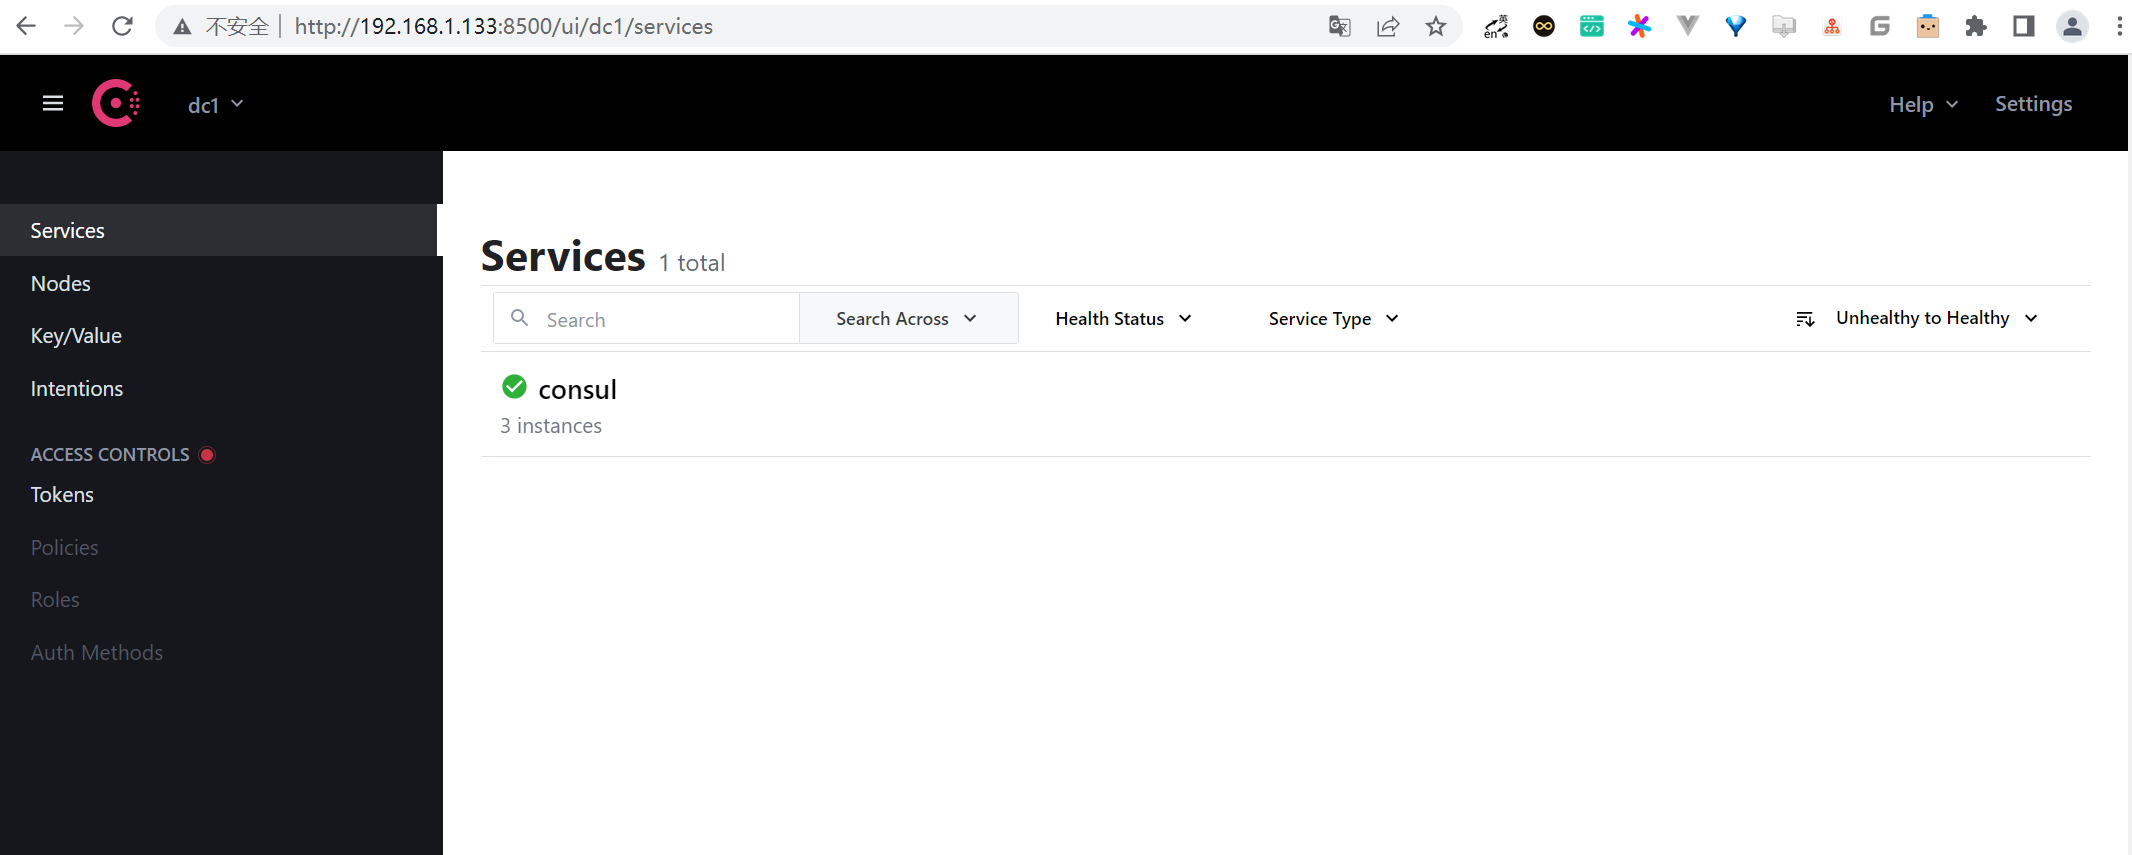 不安全 | http://192.168.1.133:8500/ui/dc1/services
英
en
dc1
Help
Settings
Services
Nodes
Key/Value
Intentions
ACCESS CONTROLS
Tokens
Policies
Roles
Auth Methods
Services 1 total
Search
Search Across
Health Status
Service Type
Unhealthy to Healthy
consul
3 instances